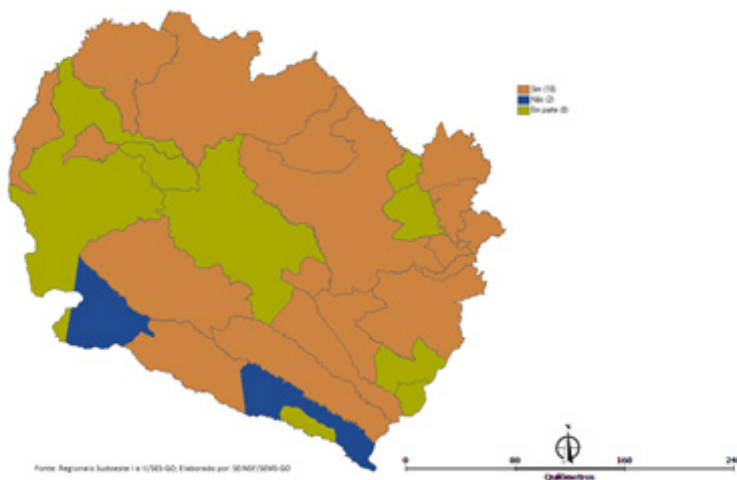 Sim (18)
Não (2)
Em parte (8)
N
0 80 160 24
Quilômetros
Fonte: Regionais Sudoeste I e II/SES-GO; Elaborado por: SEINSF/SEMS-GO